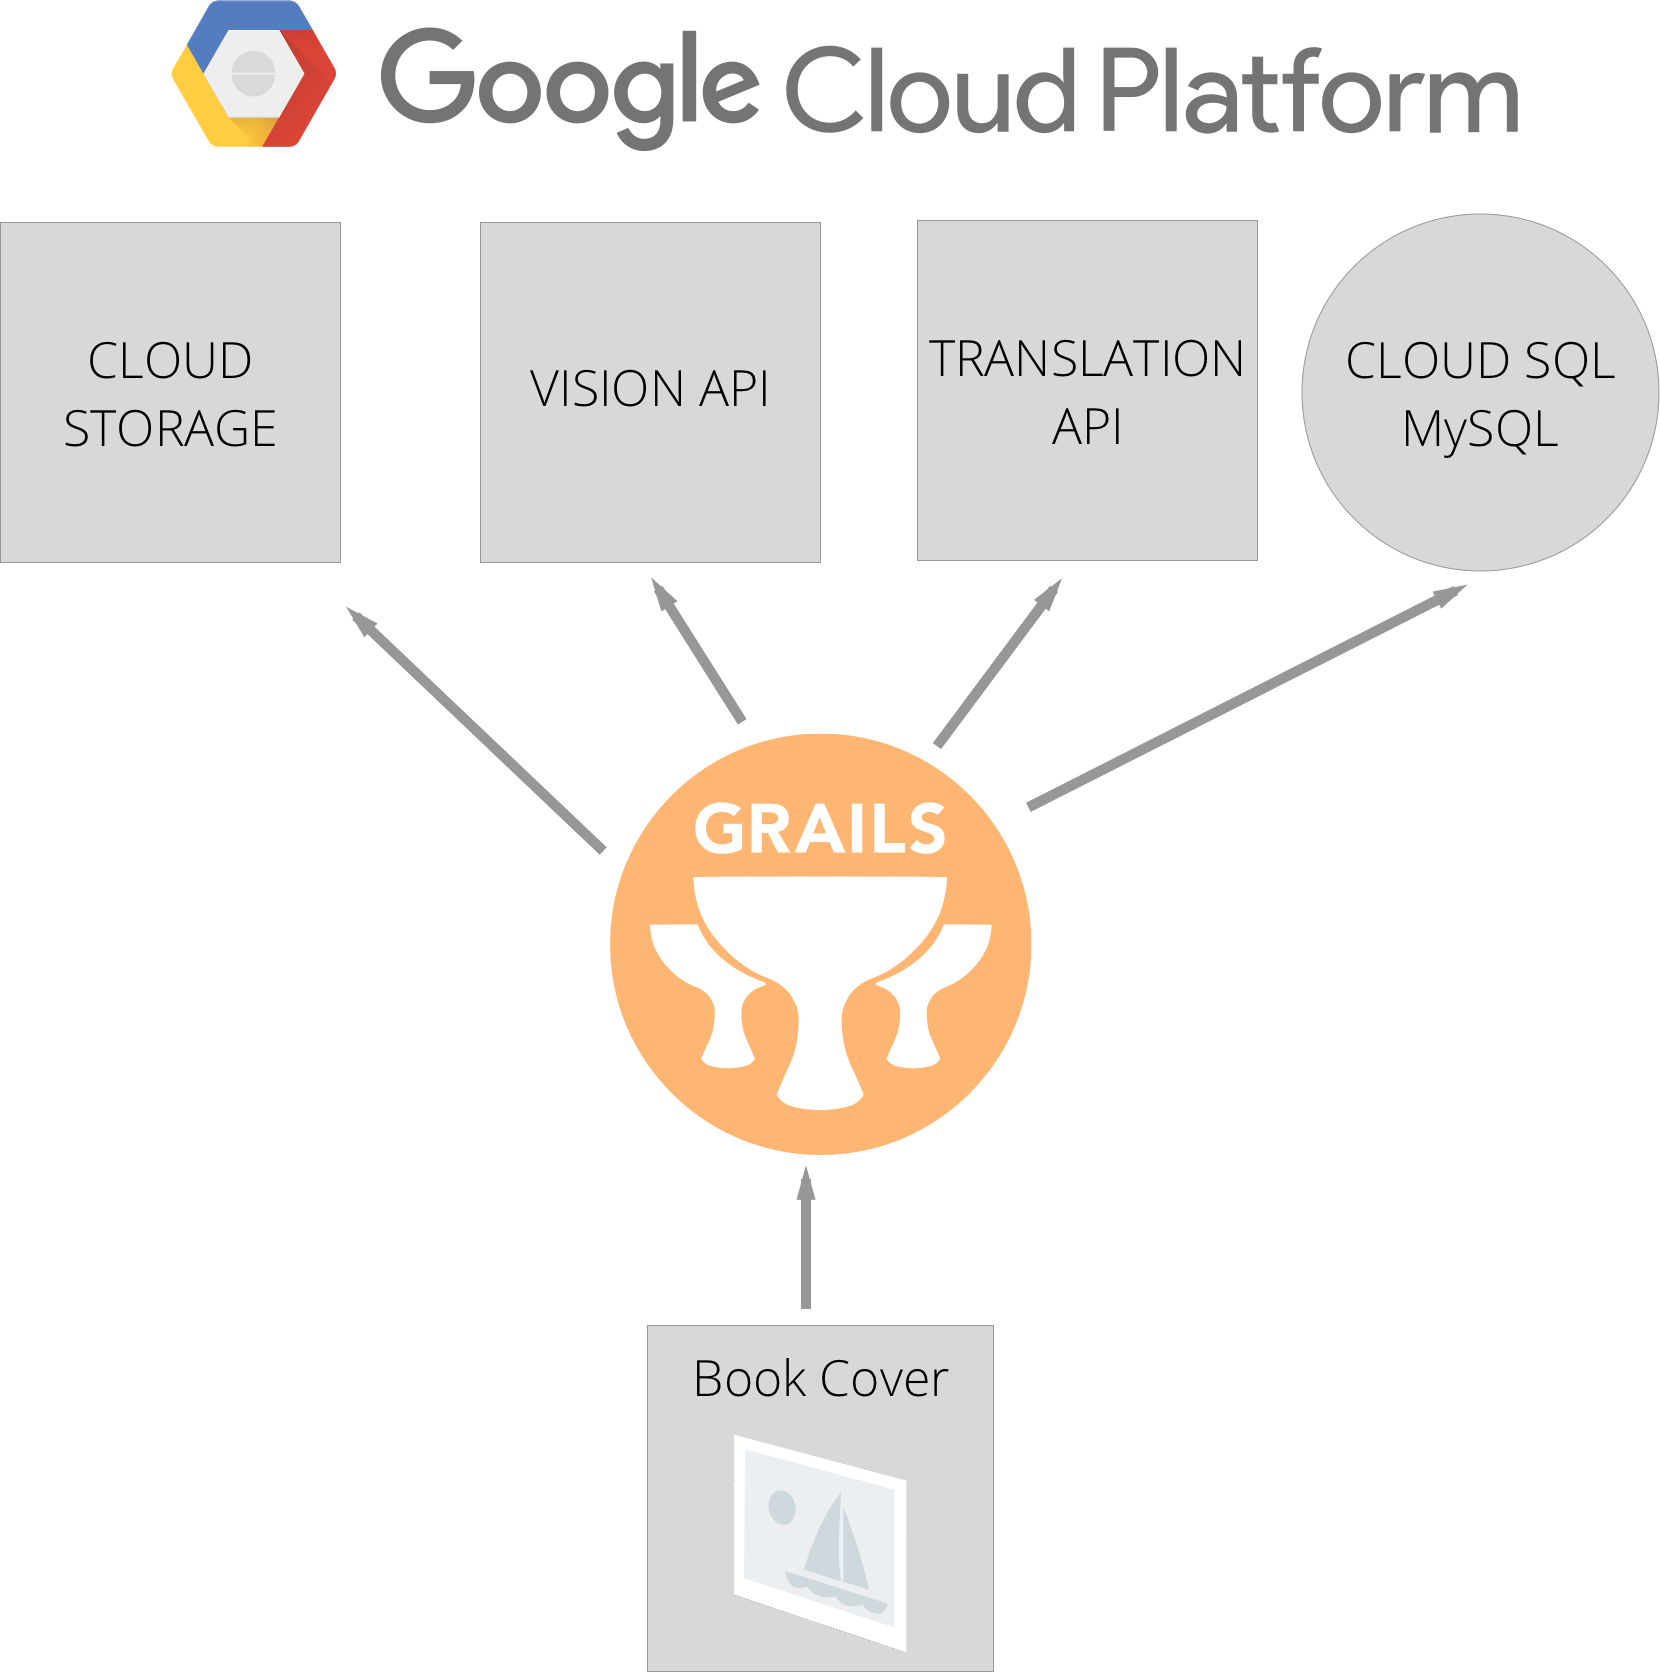 Google Cloud Platform
CLOUD
STORAGE
VISION API
TRANSLATION
API
CLOUD SQL
MySQL
GRAILS
Book Cover